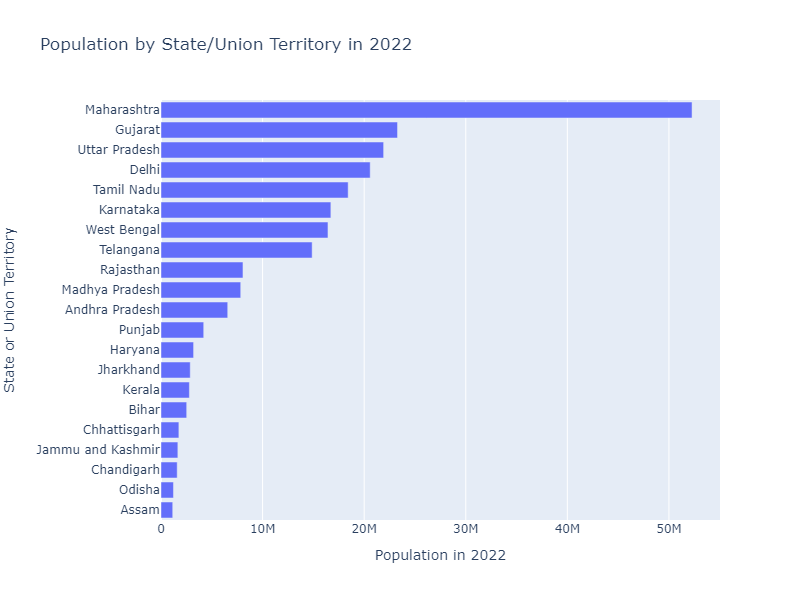 Population by State/Union Territory in 2022
State or Union Territory
Maharashtra
Gujarat
Uttar Pradesh
Delhi
Tamil Nadu
Karnataka
West Bengal
Telangana
Rajasthan
Madhya Pradesh
Andhra Pradesh
Punjab
Haryana
Jharkhand
Kerala
Bihar
Chhattisgarh
Jammu and Kashmir
Chandigarh
Odisha
Assam
0 10M 20M 30M 40M 50M
Population in 2022